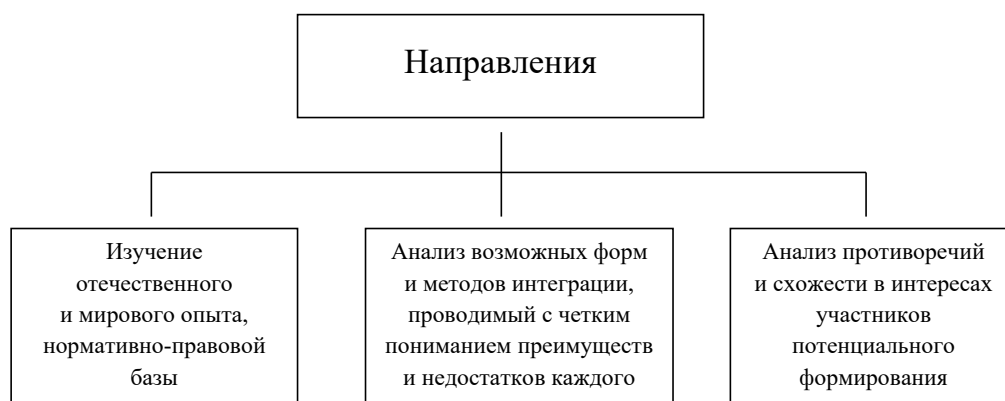 Направления
Изучение
отечественного
и мирового опыта,
нормативно-правовой
базы
Анализ возможных форм
и методов интеграции,
проводимый с четким
пониманием преимуществ
и недостатков каждого
Анализ противоречий
и схожести в интересах
участников
потенциального
формирования